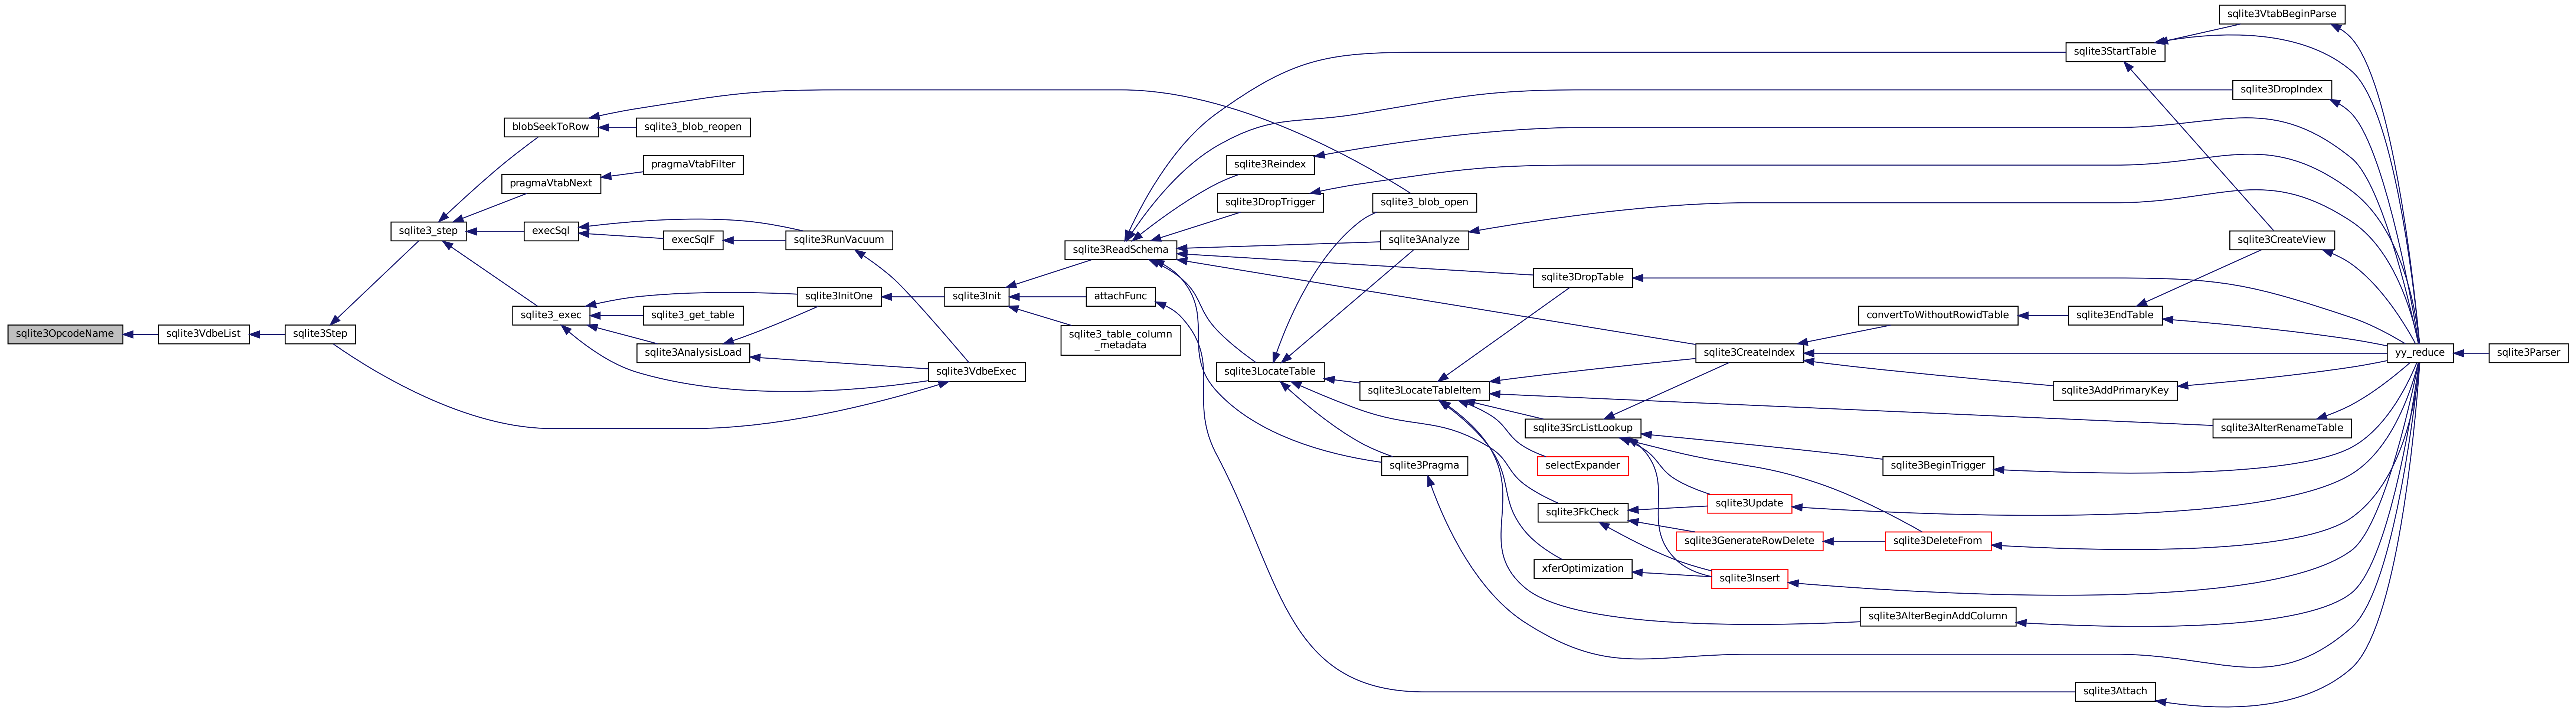 sqlite3OpcodeName
sqlite3VdbeList
sqlite3Step
sqlite3_step
blobSeekToRow
pragmaVtabNext
execSql
sqlite3_exec
sqlite3_blob_reopen
pragmaVtabFilter
execSqlF
sqlite3_get_table
sqlite3AnalysisLoad
sqlite3RunVacuum
sqlite3InitOne
sqlite3VdbeExec
sqlite3Init
sqlite3ReadSchema
attachFunc
sqlite3_table_column
_metadata
sqlite3Reindex
sqlite3DropTrigger
sqlite3LocateTable
sqlite3_blob_open
sqlite3Analyze
sqlite3LocateTableItem
sqlite3Pragma
sqlite3DropTable
sqlite3SrcListLookup
selectExpander
sqlite3FkCheck
xferOptimization
sqlite3CreateIndex
sqlite3Update
sqlite3GenerateRowDelete
sqlite3Insert
convertToWithoutRowidTable
sqlite3BeginTrigger
sqlite3DeleteFrom
sqlite3AlterBeginAddColumn
sqlite3StartTable
sqlite3EndTable
sqlite3AddPrimaryKey
sqlite3Attach
sqlite3VtabBeginParse
sqlite3DropIndex
sqlite3CreateView
sqlite3AlterRenameTable
yy_reduce
sqlite3Parser